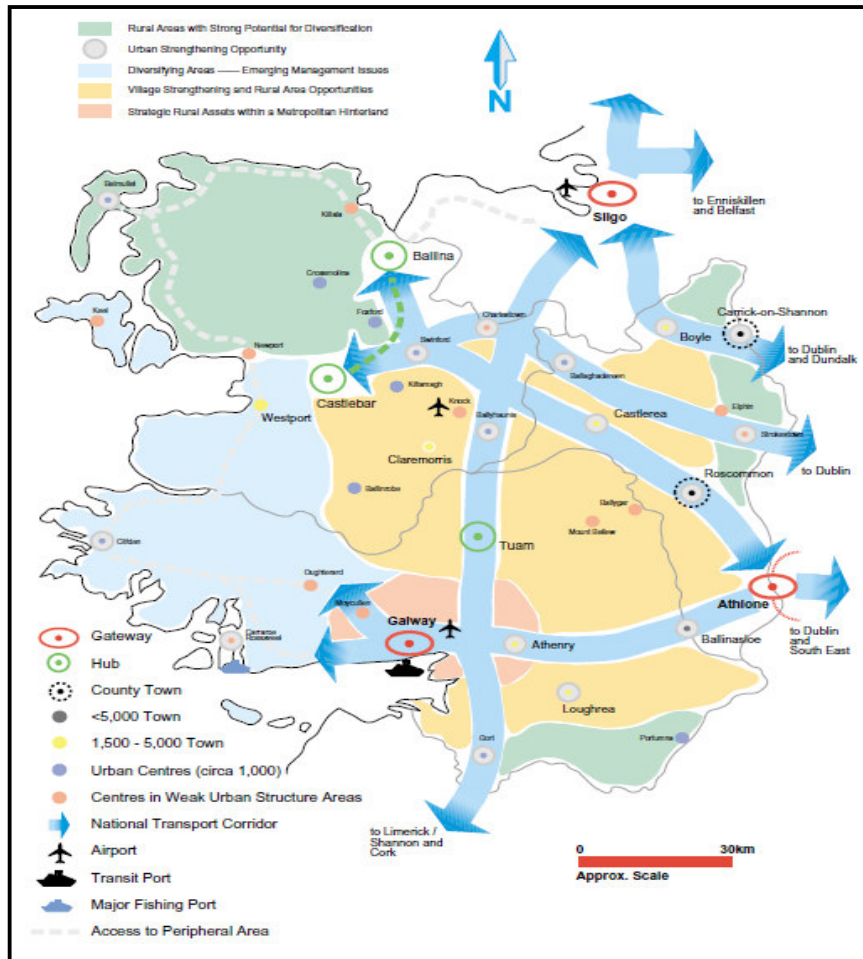 Rural Areas with Strong Potential for Diversification
Urban Strengthening Opportunity
Diversifying Areas —— Emerging Management Issues
Village Strengthening and Rural Area Opportunities
Strategic Rural Assets within a Metropolitan Hinterland
N
to Enniskillen
and Belfast
Sligo
Belmullet
Killala
Ballina
Crossmolina
Foxford
Charlestown
Carrick-on-Shannon
Boyle
Keel
Newport
Swinford
to Dublin
and Dundalk
Castlebar
Ballaghadereen
Kiltamagh
Knock
Elphin
Westport
Ballyhaunis
Castlerea
Strokestown
Claremorris
to Dublin
Roscommon
Ballinrobe
Ballygar
Mount Bellew
Clifden
Tuam
Oughterard
Moycullen
Athlone
Galway
Rossaveal
Athenry
Ballinasloe
to Dublin
and
South East
Loughrea
Gort
Portumna
Gateway
Hub
County Town
<5,000 Town
1,500 - 5,000 Town
Urban Centres (circa 1,000)
Centres in Weak Urban Structure Areas
National Transport Corridor
Airport
Transit Port
Major Fishing Port
Access to Peripheral Area
to Limerick /
Shannon and
Cork
0 30km
Approx. Scale